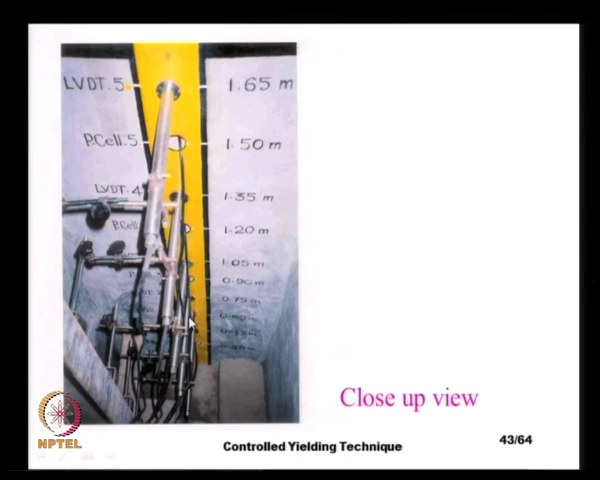 LVDT.5
1.65 m
P.Cell.5
1.50 m
LVDT.4
1.35 m
P.Cell
1.20 m
1.05 m
0.90 m
0.75 m
Close up view
NPTEL
Controlled Yielding Technique
43/64